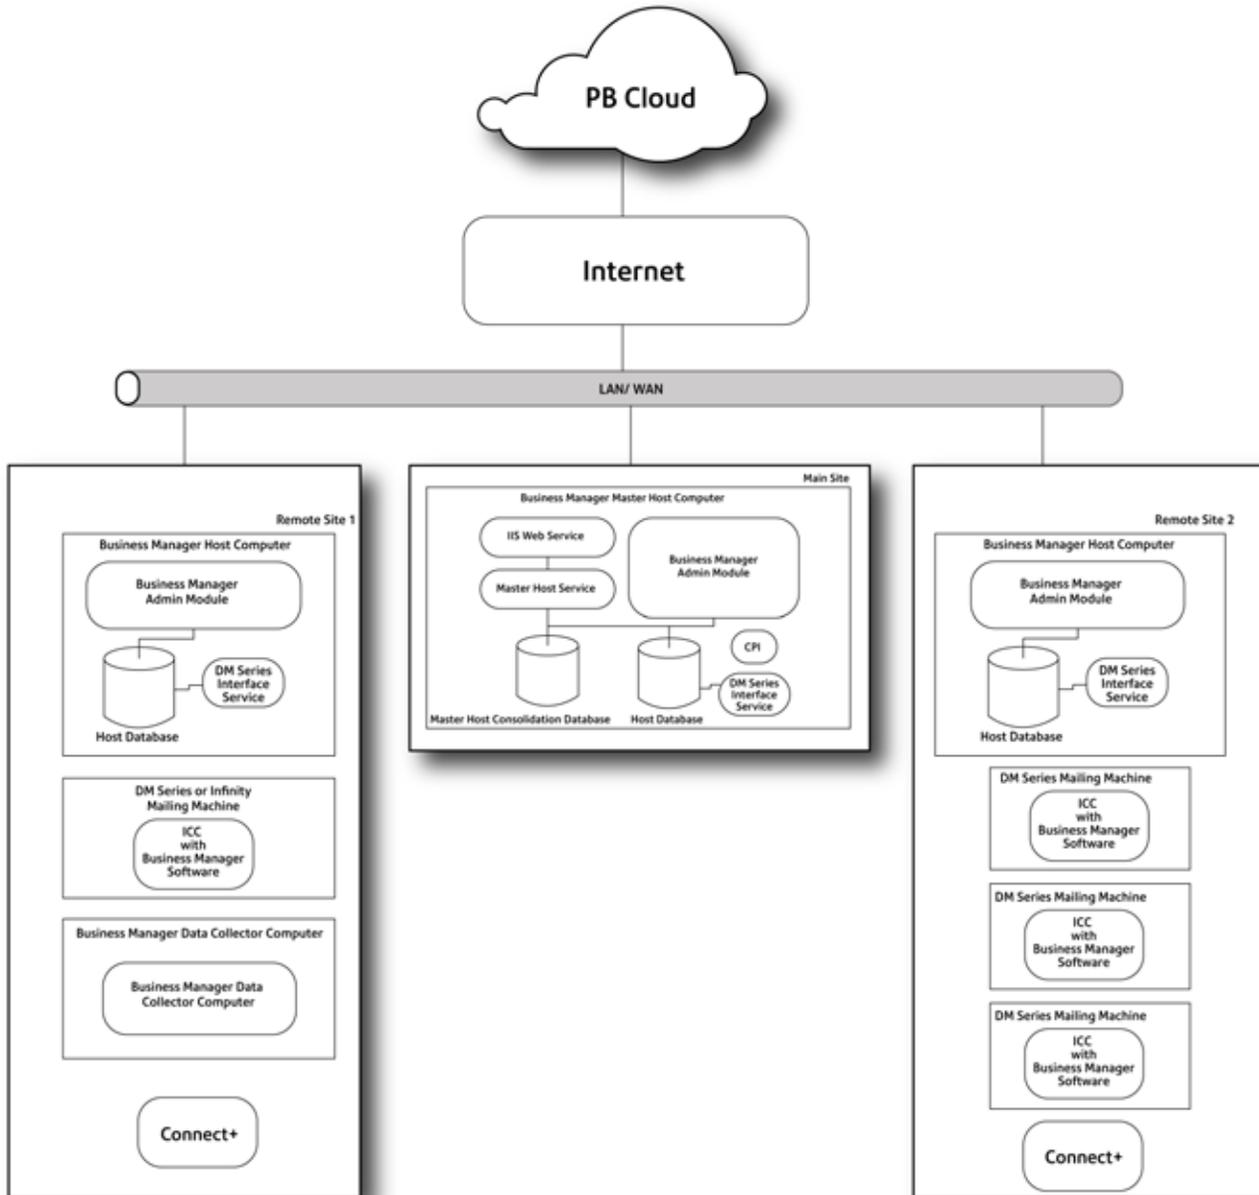 PB Cloud
Internet
LAN/ WAN
Remote Site 1
Business Manager Host Computer
Business Manager
Admin Module
DM Series
Interface
Service
Host Database
DM Series or Infinity
Mailing Machine
ICC
with
Business Manager
Software
Business Manager Data Collector Computer
Business Manager Data
Collector Computer
Connect+
Main Site
Business Manager Master Host Computer
IIS Web Service
Master Host Service
Business Manager
Admin Module
CPI
DM Series
Interface
Service
Master Host Consolidation Database
Host Database
Remote Site 2
Business Manager Host Computer
Business Manager
Admin Module
DM Series
Interface
Service
Host Database
DM Series Mailing Machine
ICC
with
Business Manager
Software
DM Series Mailing Machine
ICC
with
Business Manager
Software
DM Series Mailing Machine
ICC
with
Business Manager
Software
Connect+